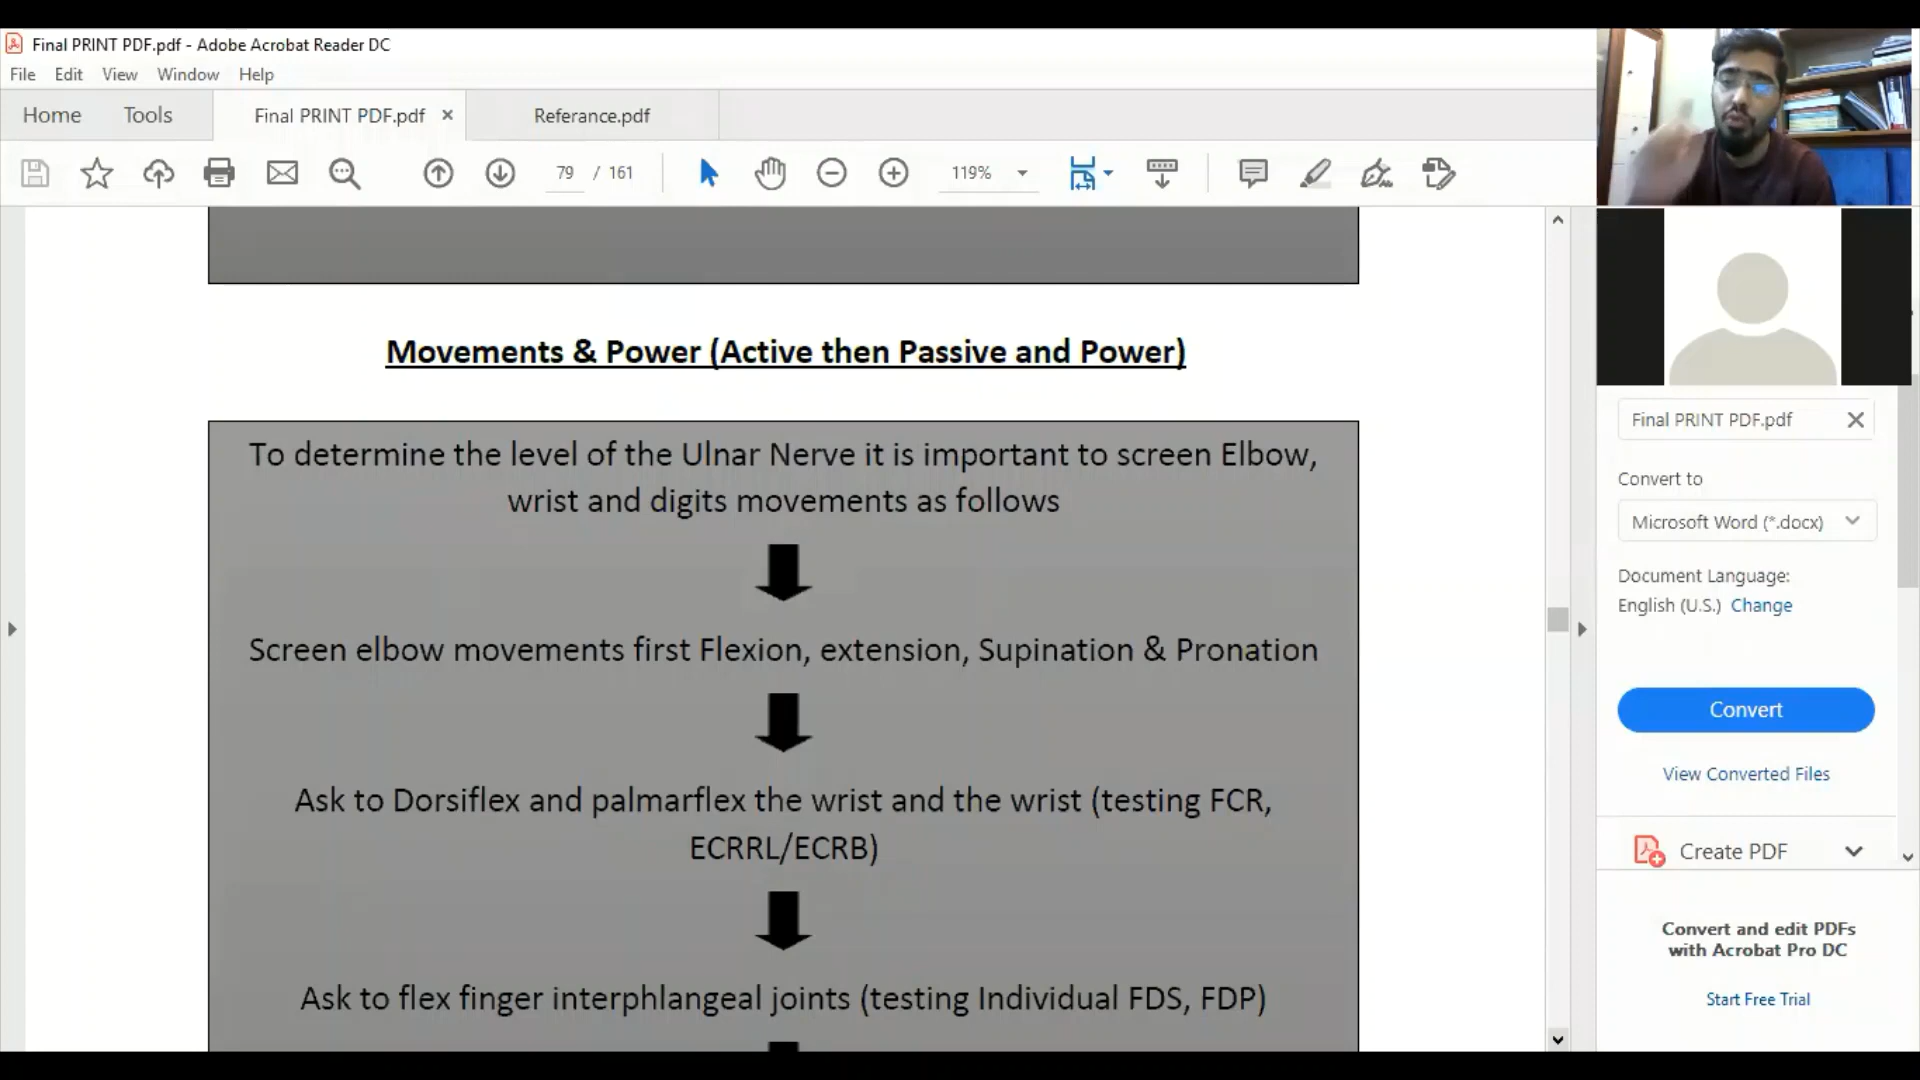 Final PRINT PDF.pdf - Adobe Acrobat Reader DC
File Edit View Window Help
Home Tools Final PRINT PDF.pdf × Referance.pdf
79 / 161 119%
Movements & Power (Active then Passive and Power)
To determine the level of the Ulnar Nerve it is important to screen Elbow,
wrist and digits movements as follows
Screen elbow movements first Flexion, extension, Supination & Pronation
Ask to Dorsiflex and palmarflex the wrist and the wrist (testing FCR,
ECRRL/ECRB)
Ask to flex finger interphlangeal joints (testing Individual FDS, FDP)
Final PRINT PDF.pdf
Convert to
Microsoft Word (*.docx)
Document Language:
English (U.S.) Change
Convert
View Converted Files
Create PDF
Convert and edit PDFs
with Acrobat Pro DC
Start Free Trial